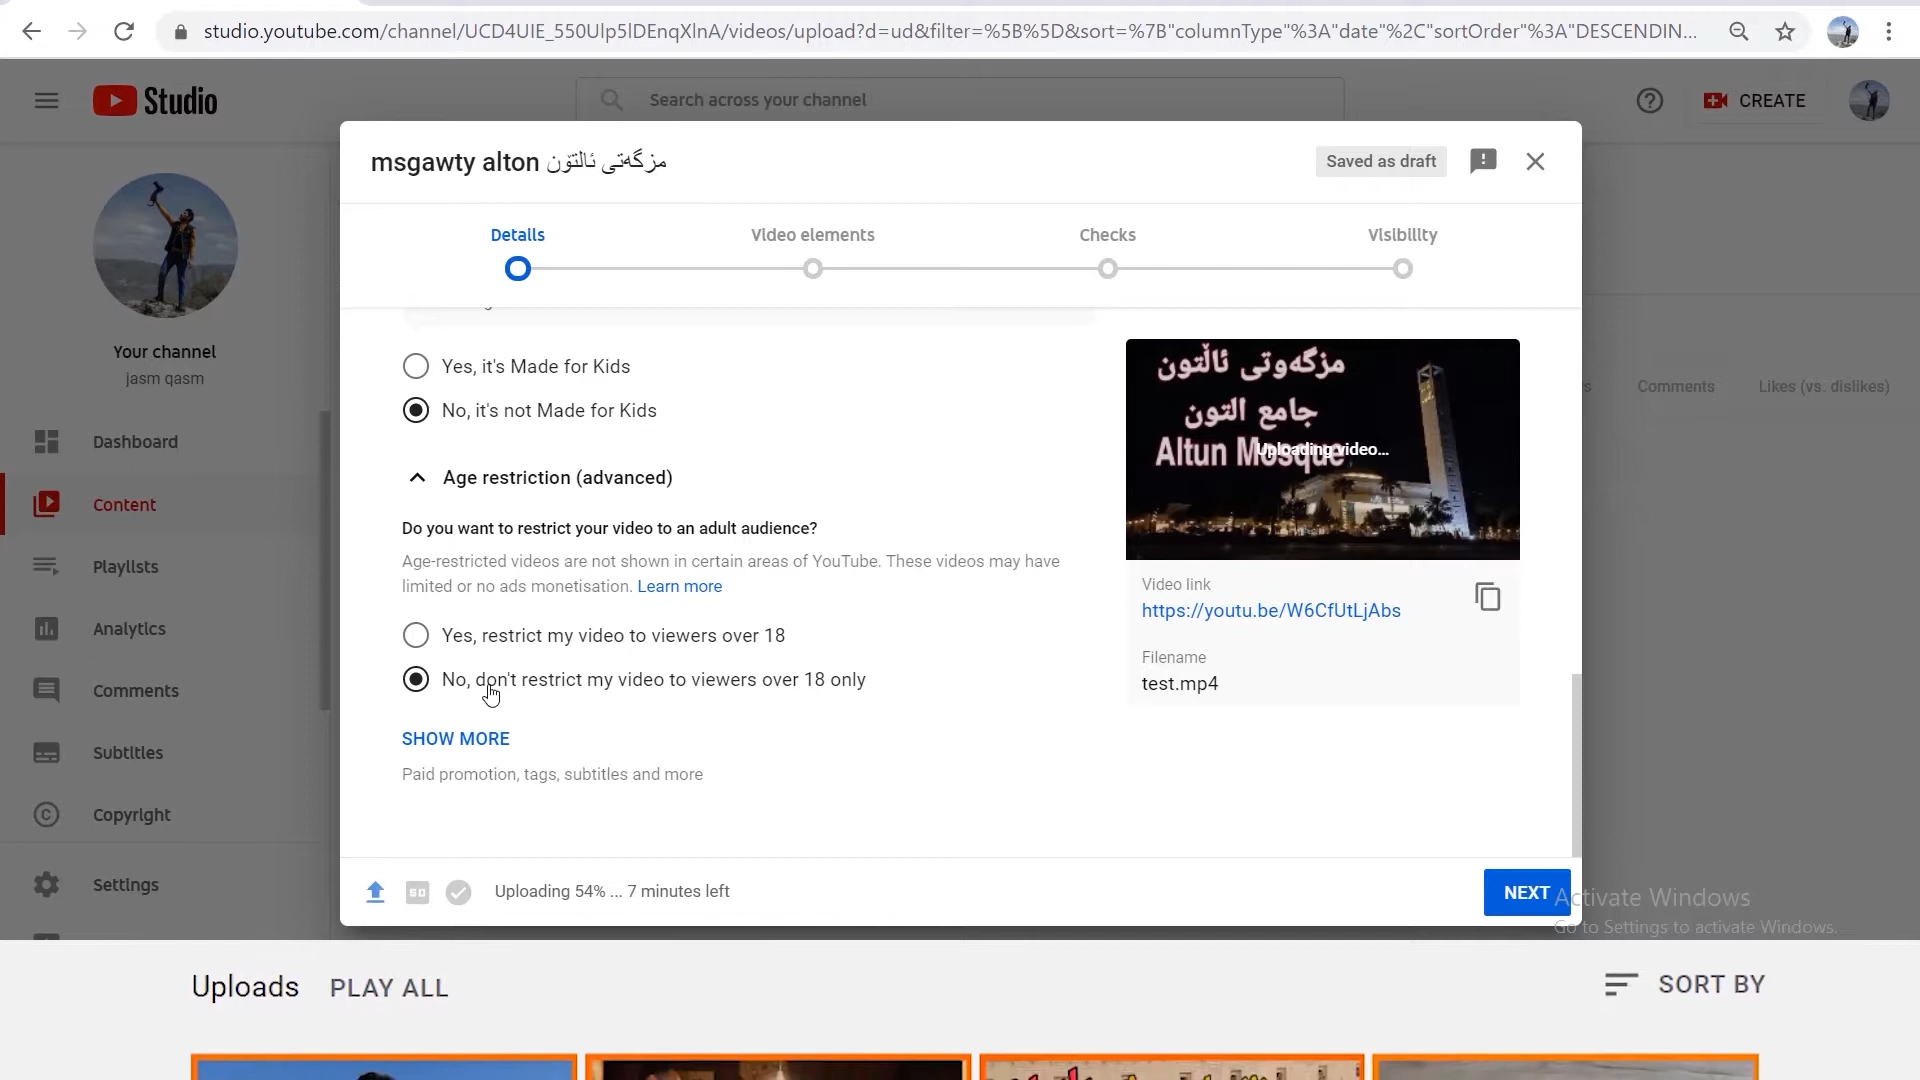 studio.youtube.com/channel/UCD4UIE_550Ulp5lDEnqXlnA/videos/upload?d=ud&filter=%5B%5D&sort=%7B"columnType"%3A"date"%2C"sortOrder"%3A"DESCENDIN...
Studio
Search across your channel
CREATE
msgawty alton مزگەتی ئالتۆن
Saved as draft
Details
Video elements
Checks
Visibility
Your channel
jasm qasm
Dashboard
Content
Playlists
Analytics
Comments
Subtitles
Copyright
Settings
Yes, it's Made for Kids
No, it's not Made for Kids
Age restriction (advanced)
Do you want to restrict your video to an adult audience?
Age-restricted videos are not shown in certain areas of YouTube. These videos may have
limited or no ads monetisation. Learn more
Yes, restrict my video to viewers over 18
No, don't restrict my video to viewers over 18 only
SHOW MORE
Paid promotion, tags, subtitles and more
مزگەوتی ئاڵتون
جامع التون
Altun Mosque
Uploading video...
Video link
https://youtu.be/W6CfUtLjAbs
Filename
test.mp4
Comments
Likes (vs. dislikes)
SD
Uploading 54% ... 7 minutes left
NEXT
Activate Windows
Go to Settings to activate Windows.
Uploads
PLAY ALL
SORT BY